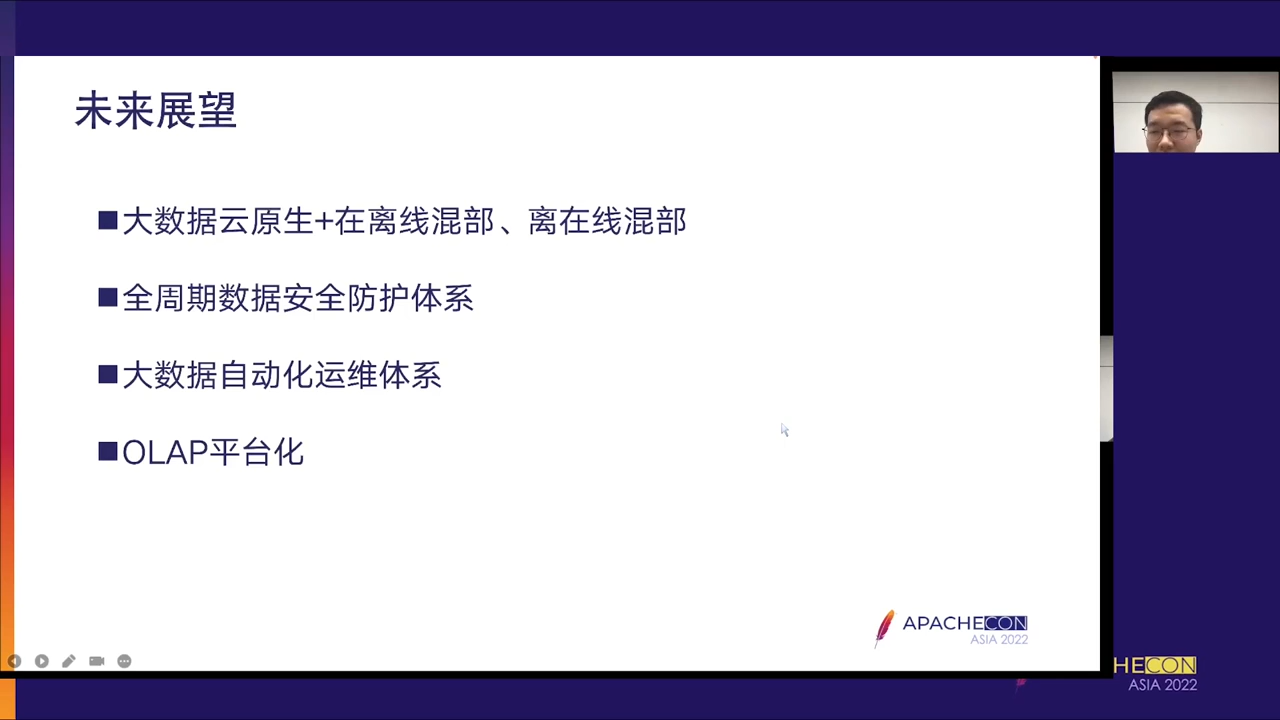 未来展望
■大数据云原生+在离线混部、离在线混部
■全周期数据安全防护体系
■大数据自动化运维体系
■OLAP平台化
APACHECON
ASIA 2022
HECON
ASIA 2022